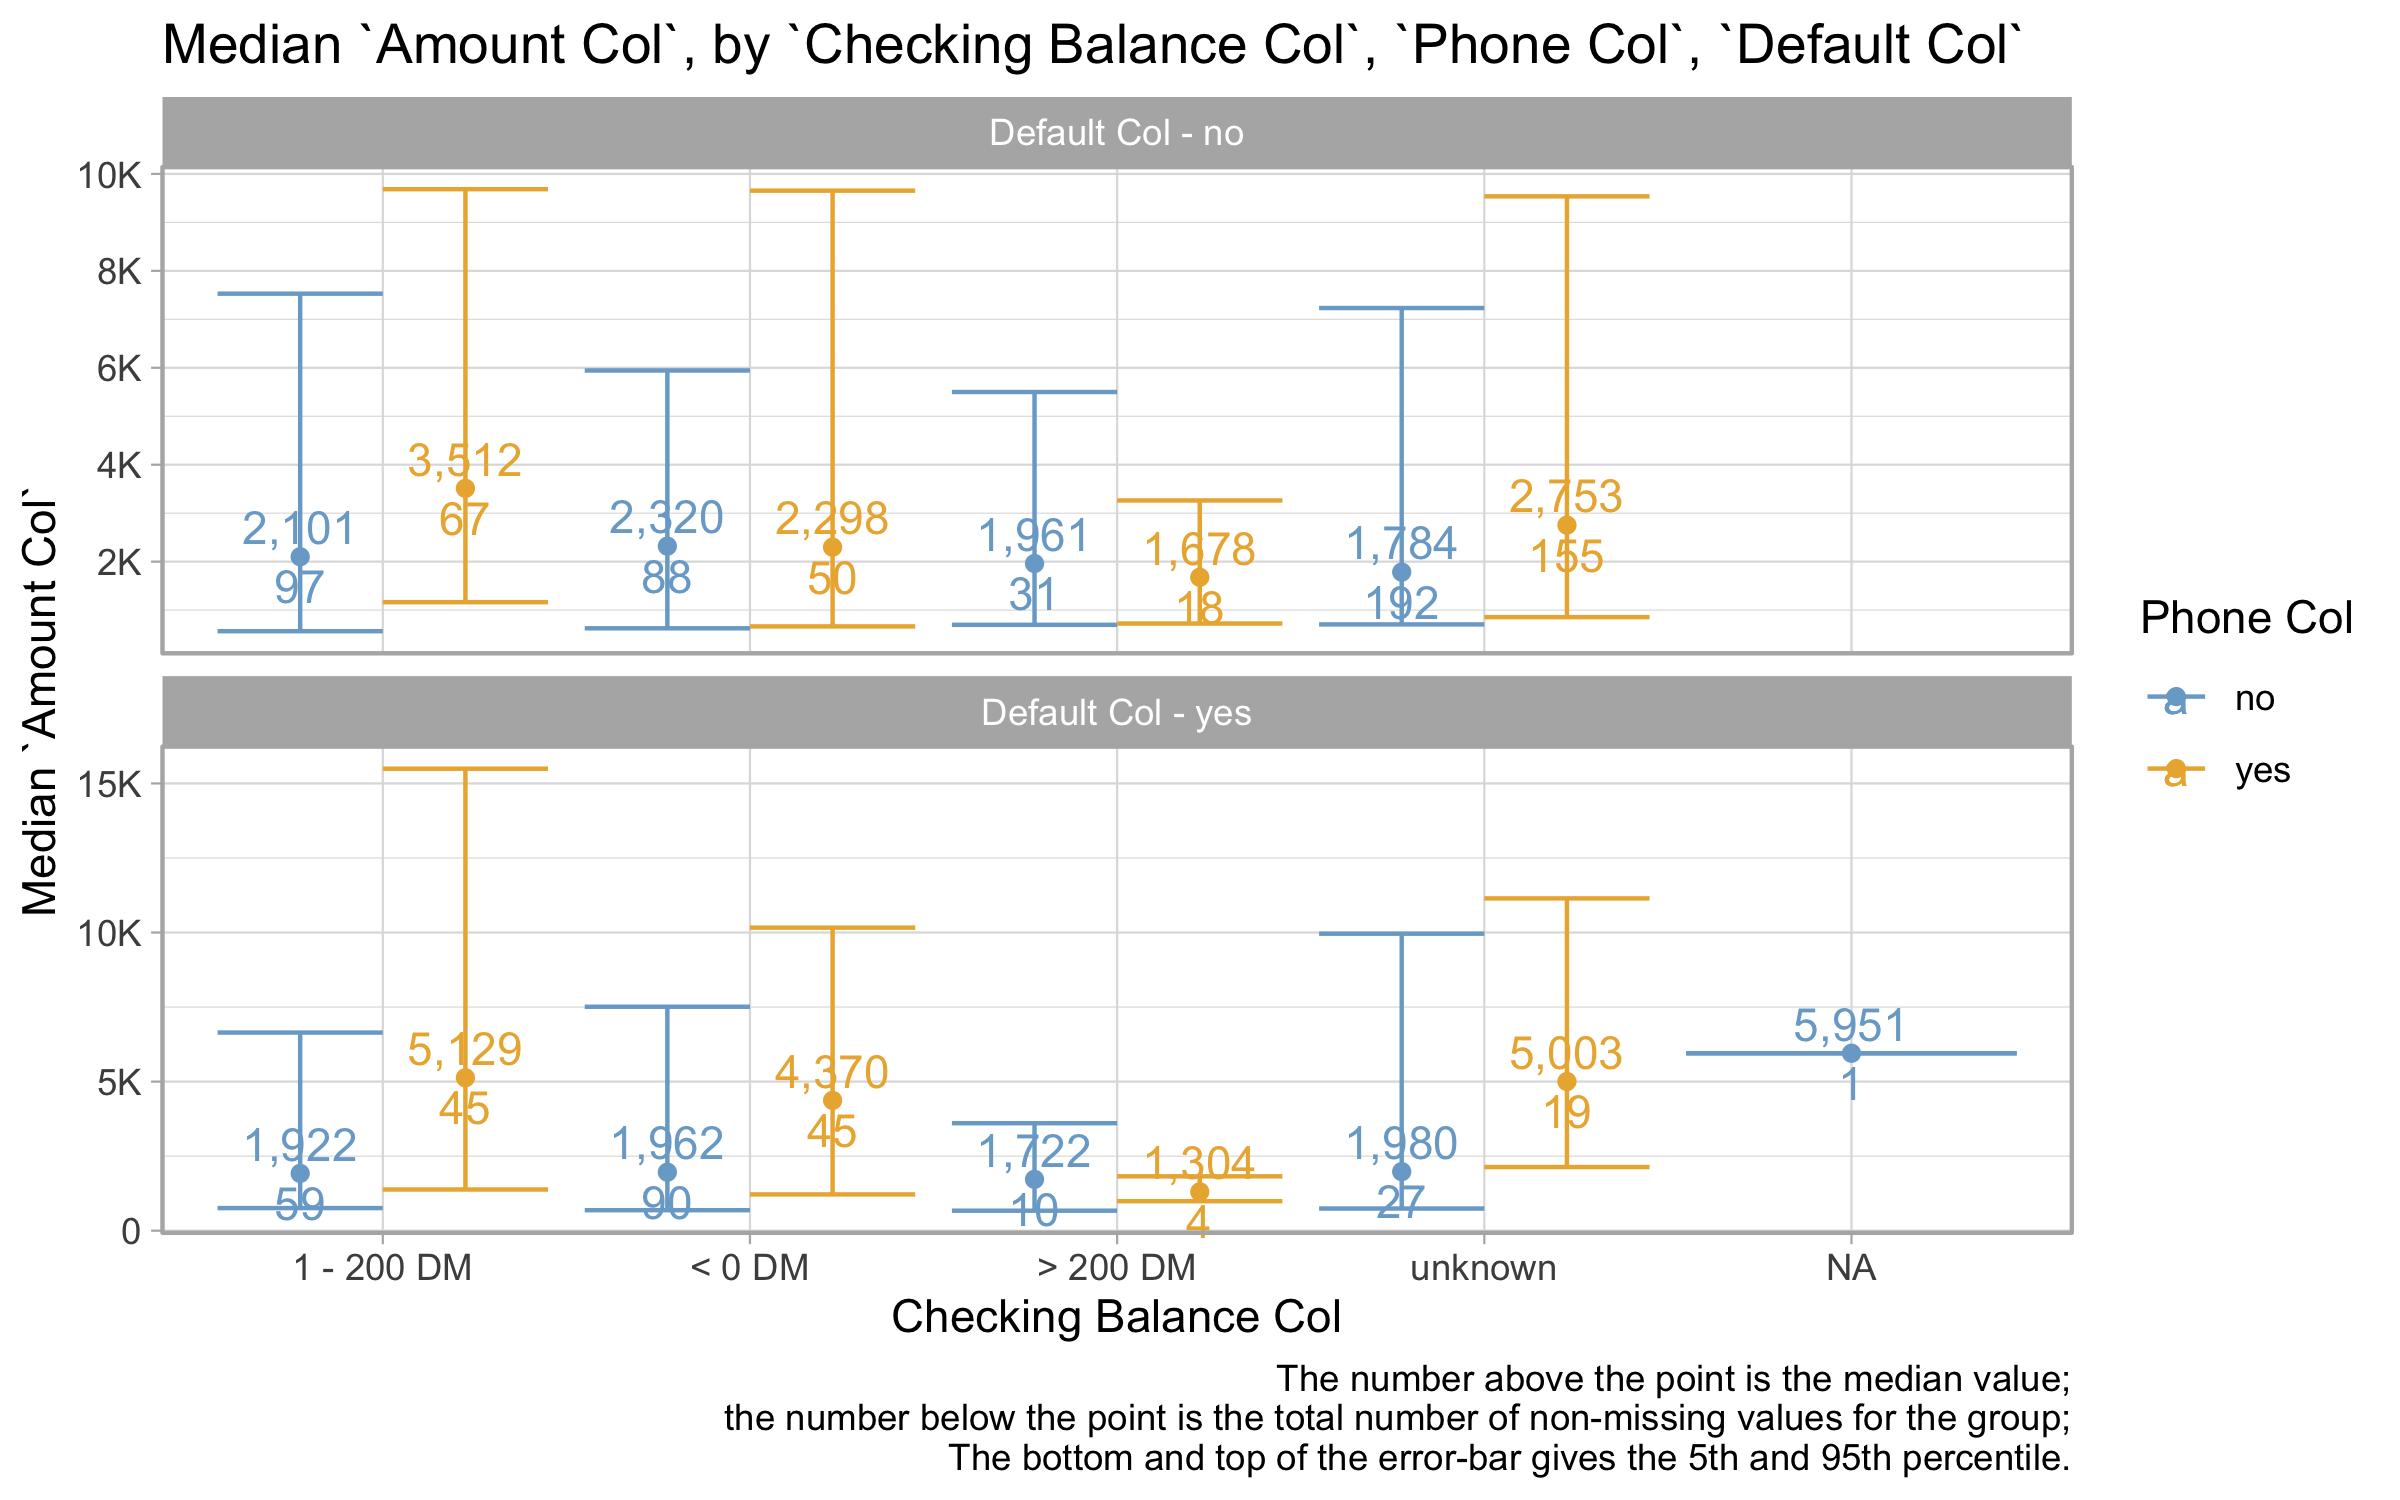 Median `Amount Col`, by `Checking Balance Col`, `Phone Col`, `Default Col`
Default Col - no
10K
8K
6K
4K
2K
2,101
97
3,512
67
2,320
88
2,298
50
1,961
31
1,678
18
1,784
192
2,753
155
Default Col - yes
15K
10K
5K
0
1,922
59
5,129
45
1,962
90
4,370
45
1,722
10
1,304
4
1,980
27
5,003
19
5,951
1
1 - 200 DM
< 0 DM
> 200 DM
unknown
NA
Checking Balance Col
Median `Amount Col`
Phone Col
a no
a yes
The number above the point is the median value;
the number below the point is the total number of non-missing values for the group;
The bottom and top of the error-bar gives the 5th and 95th percentile.